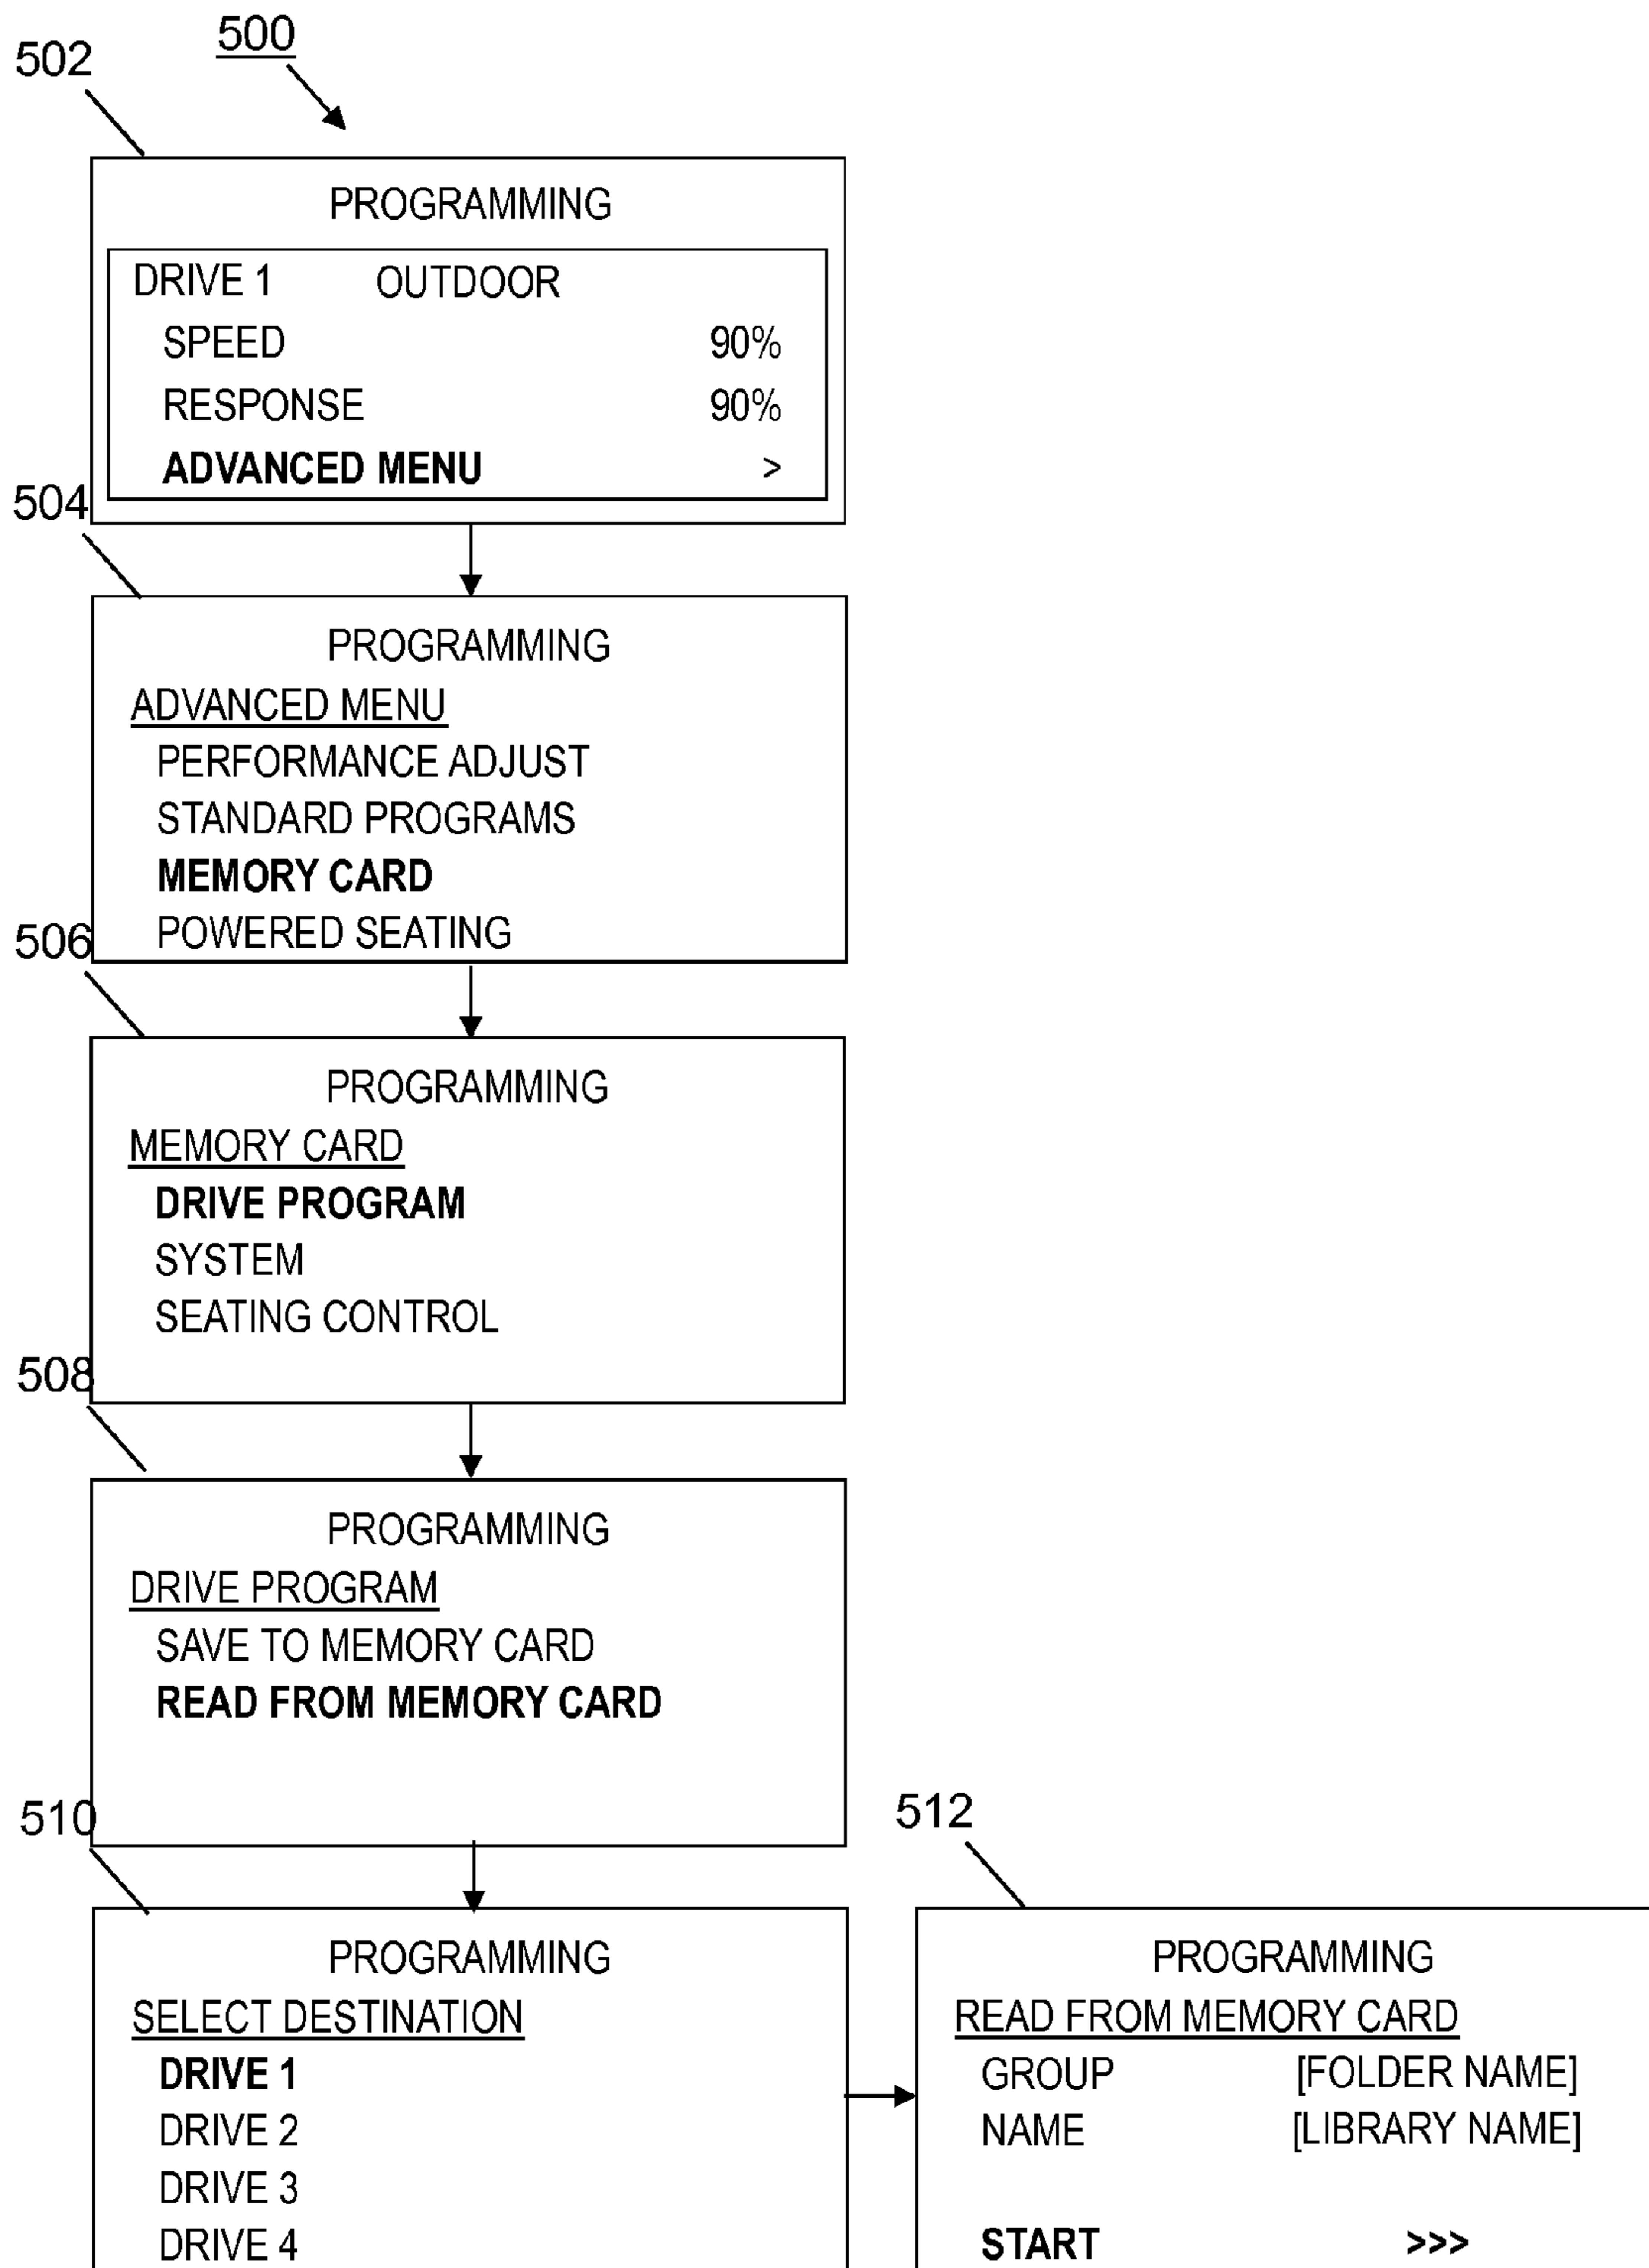 500
502
PROGRAMMING
DRIVE 1 OUTDOOR
SPEED 90%
RESPONSE 90%
ADVANCED MENU >
504
PROGRAMMING
ADVANCED MENU
PERFORMANCE ADJUST
STANDARD PROGRAMS
MEMORY CARD
POWERED SEATING
506
PROGRAMMING
MEMORY CARD
DRIVE PROGRAM
SYSTEM
SEATING CONTROL
508
PROGRAMMING
DRIVE PROGRAM
SAVE TO MEMORY CARD
READ FROM MEMORY CARD
510
PROGRAMMING
SELECT DESTINATION
DRIVE 1
DRIVE 2
DRIVE 3
DRIVE 4
512
PROGRAMMING
READ FROM MEMORY CARD
GROUP [FOLDER NAME]
NAME [LIBRARY NAME]
START >>>